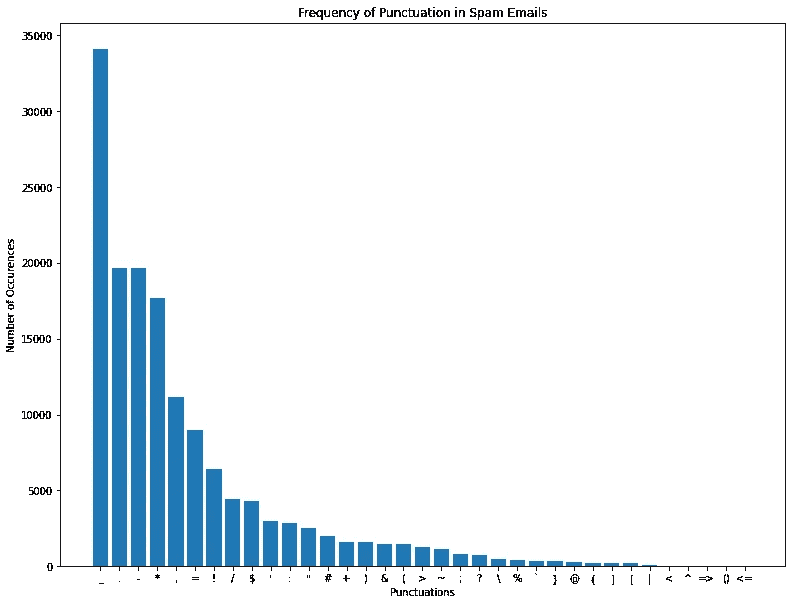 Frequency of Punctuation in Spam Emails
35000
30000
25000
20000
15000
10000
5000
0
Number of Occurences
_ . - * , = ! / $ ' : " # + ) & ( > ~ ; ? \ % ` } @ { ] [ | < ^ => () <=
Punctuations